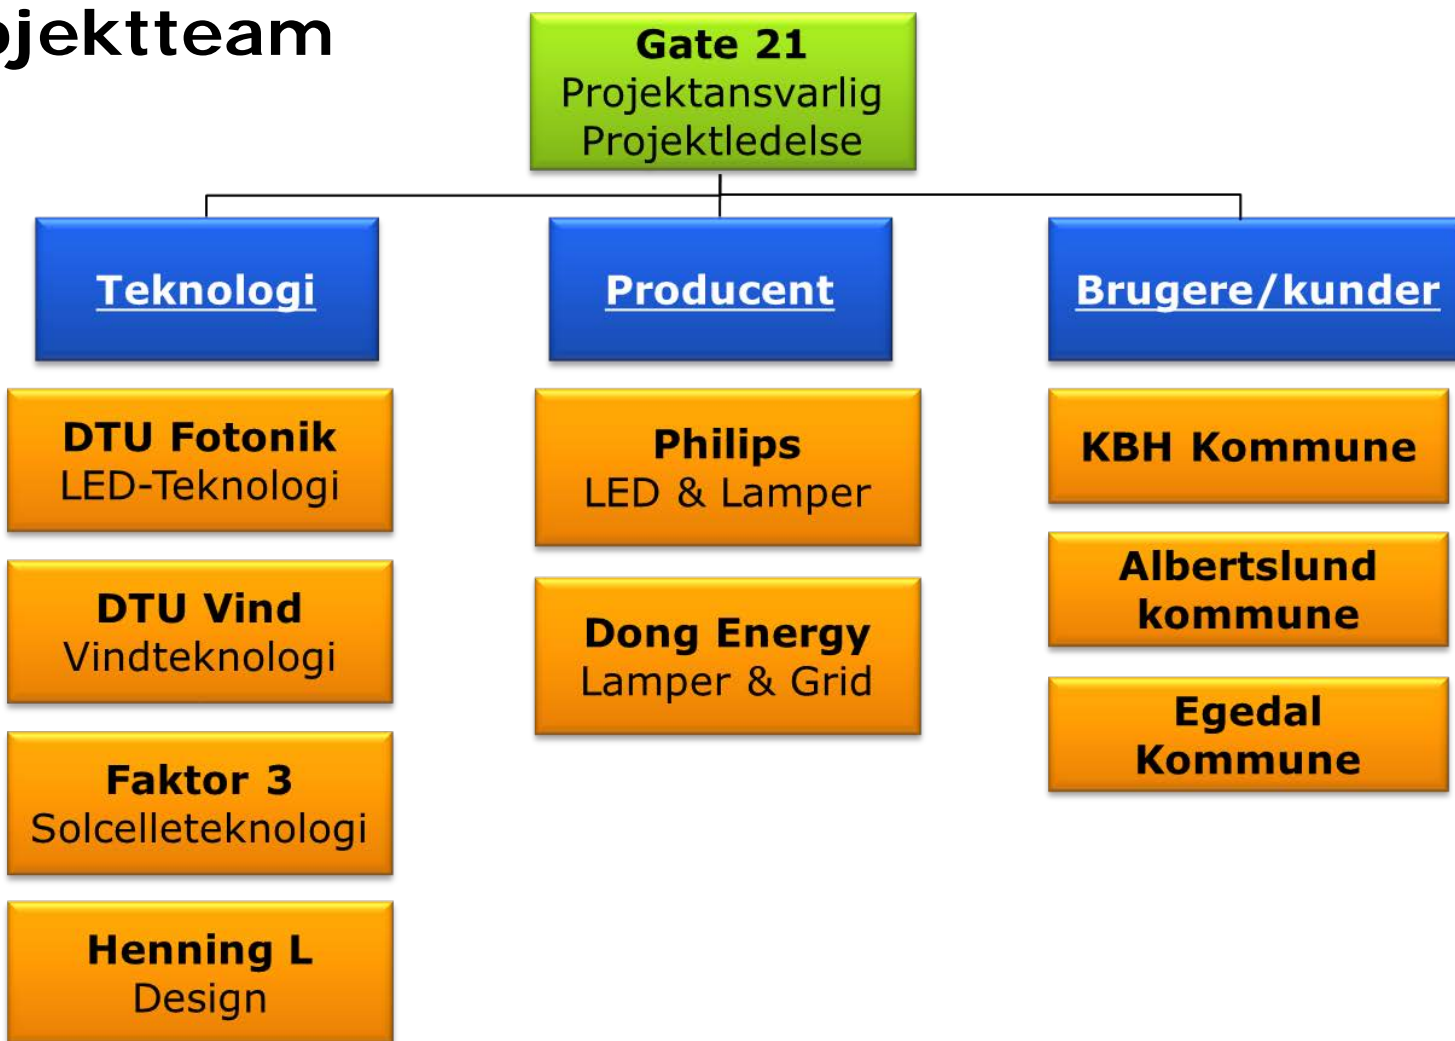 ojektteam
Gate 21
Projektansvarlig
Projektledelse
Teknologi
Producent
Brugere/kunder
DTU Fotonik
LED-Teknologi
DTU Vind
Vindteknologi
Faktor 3
Solcelleteknologi
Henning L
Design
Philips
LED & Lamper
Dong Energy
Lamper & Grid
KBH Kommune
Albertslund
kommune
Egedal
Kommune